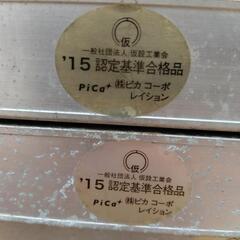 仮
一般社団法人 仮設工業会
'15 認定基準合格品
PiCa+ ㈱ピカ コーポ
レイション
仮
一般社団法人 仮設工業会
'15 認定基準合格品
PiCa+ ㈱ピカ コーポ
レイション